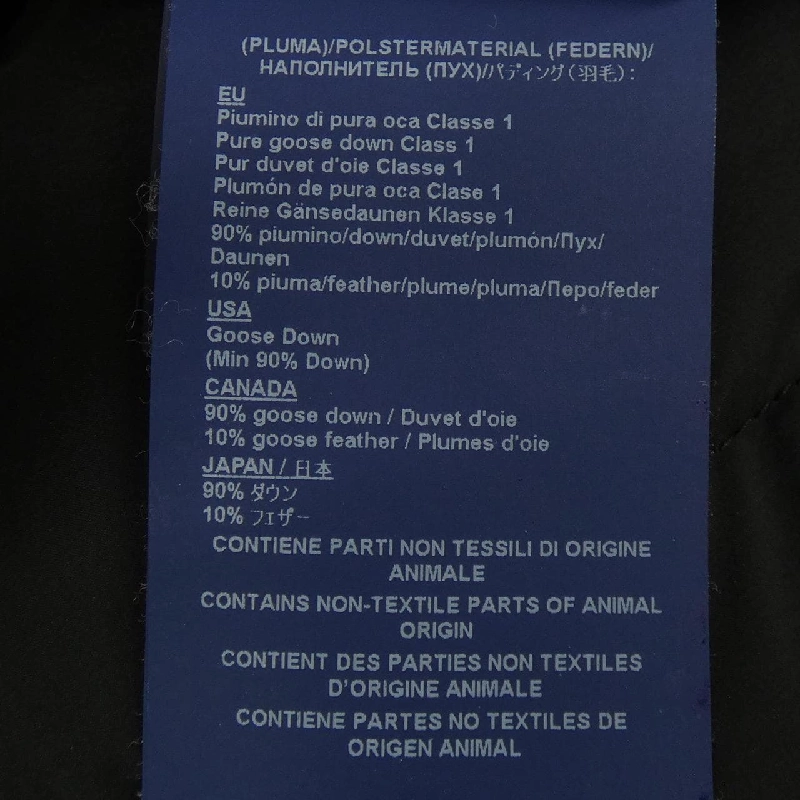 (PLUMA)/POLSTERMATERIAL (FEDERN)/
НАПОЛНИТЕЛЬ (ПУХ)/パディング(羽毛):
EU
Piumino di pura oca Classe 1
Pure goose down Class 1
Pur duvet d'oie Classe 1
Plumón de pura oca Clase 1
Reine Gänsedaunen Klasse 1
90% piumino/down/duvet/plumón/Пух/
Daunen
10% piuma/feather/plume/pluma/Перо/feder
USA
Goose Down
(Min 90% Down)
CANADA
90% goose down / Duvet d'oie
10% goose feather / Plumes d'oie
JAPAN / 日本
90% ダウン
10% フェザー
CONTIENE PARTI NON TESSILI DI ORIGINE
ANIMALE
CONTAINS NON-TEXTILE PARTS OF ANIMAL
ORIGIN
CONTIENT DES PARTIES NON TEXTILES
D'ORIGINE ANIMALE
CONTIENE PARTES NO TEXTILES DE
ORIGEN ANIMAL